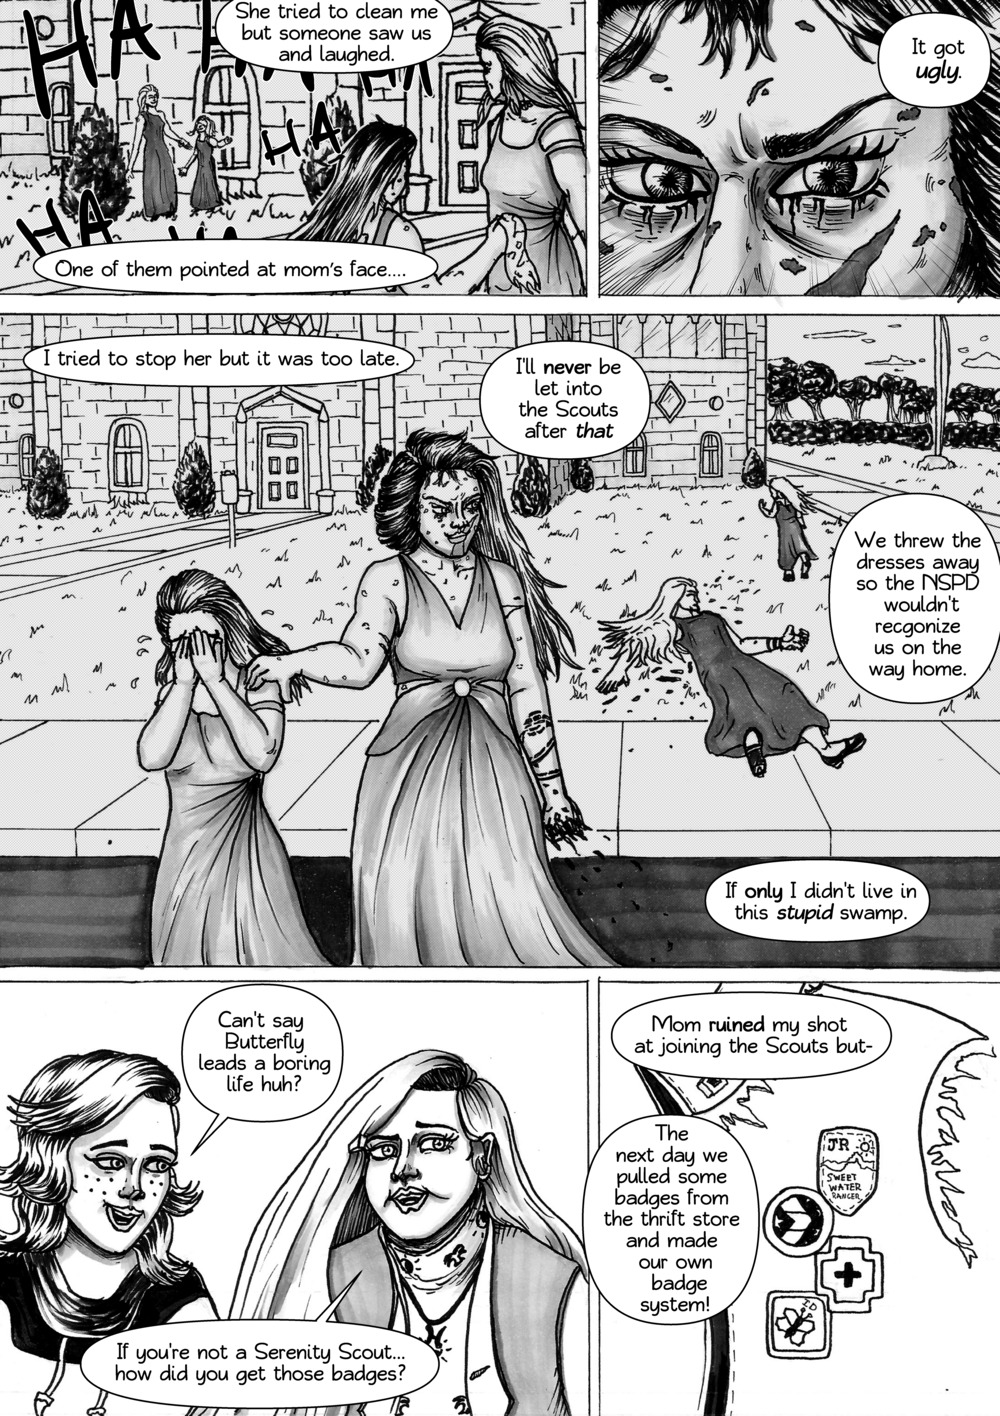 She tried to clean me
but someone saw us
and laughed.
HA HA HA HA
HA
HA
HA
One of them pointed at mom's face....
It got
ugly.
I tried to stop her but it was too late.
I'll never be
let into
the Scouts
after that
We threw the
dresses away
so the NSPD
wouldn't
recgonize
us on the
way home.
If only I didn't live in
this stupid swamp.
Can't say
Butterfly
leads a boring
life huh?
If you're not a Serenity Scout...
how did you get those badges?
Mom ruined my shot
at joining the Scouts but-
The
next day we
pulled some
badges from
the thrift store
and made
our own
badge
system!
JR
SWEET
WATER
RANGER